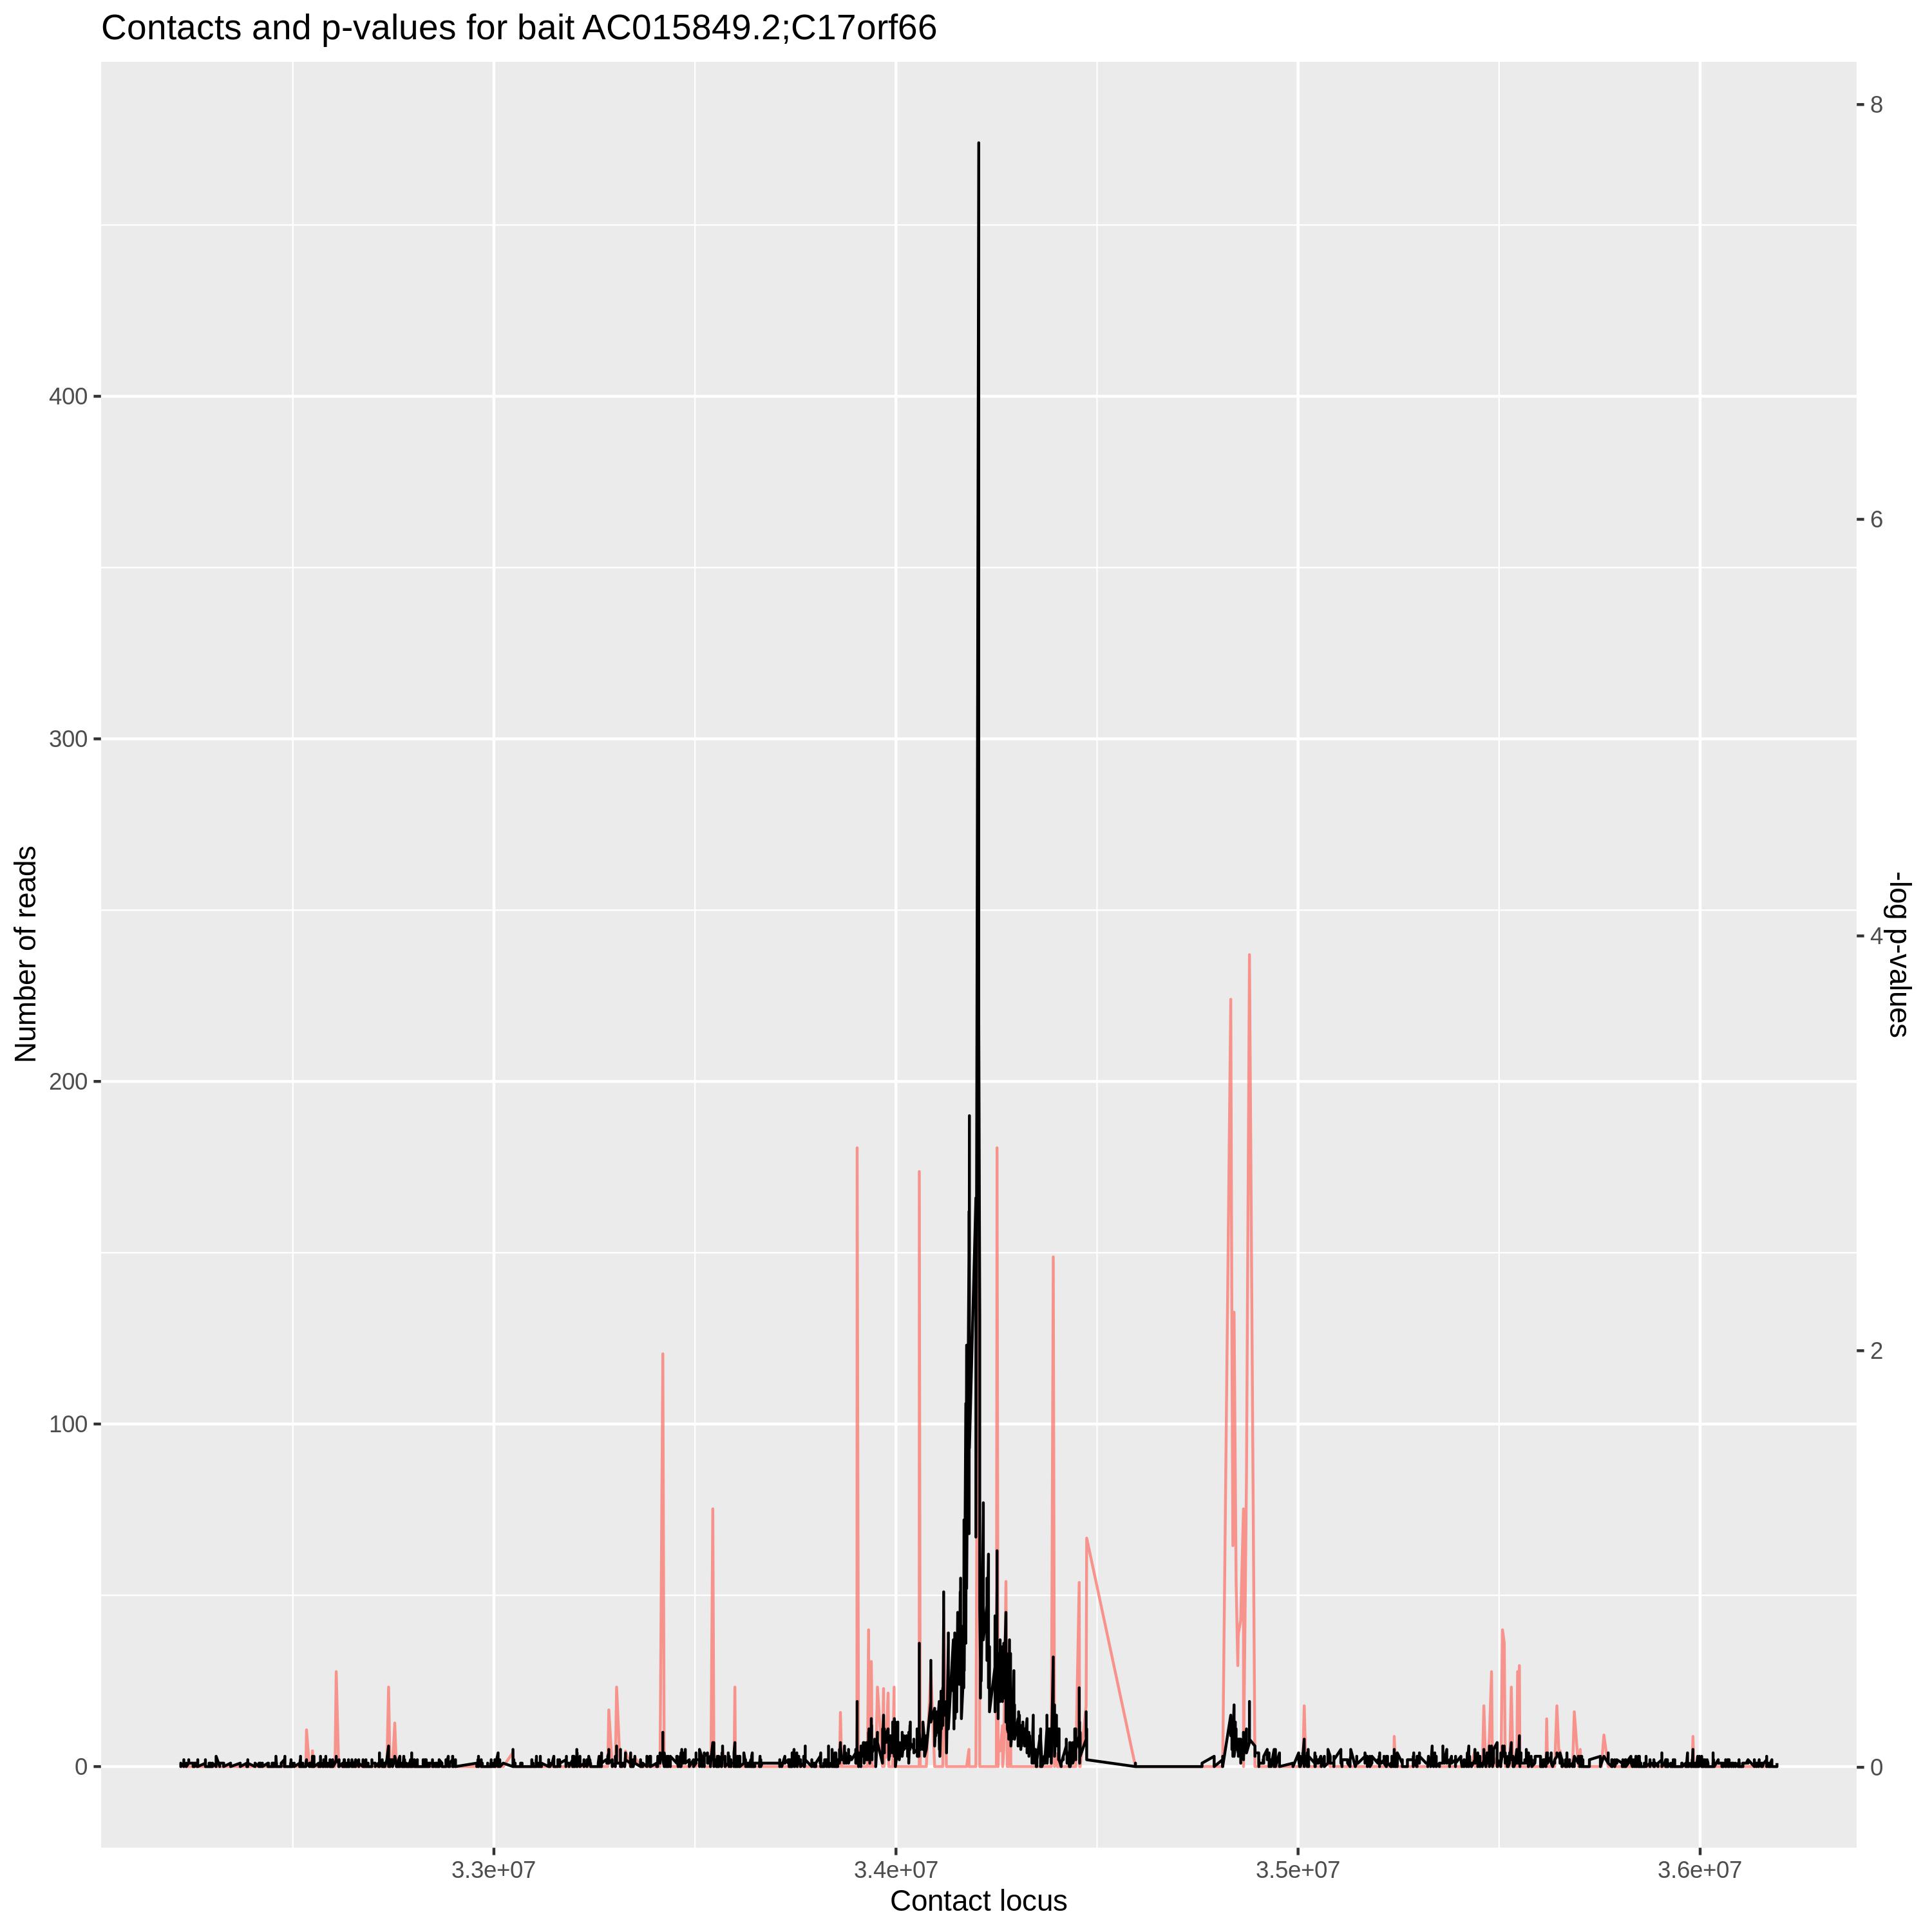 Contacts and p-values for bait AC015849.2;C17orf66
8
400
6
300
Number of reads
4
-log p-values
200
2
100
0
0
3.3e+07
3.4e+07
3.5e+07
3.6e+07
Contact locus